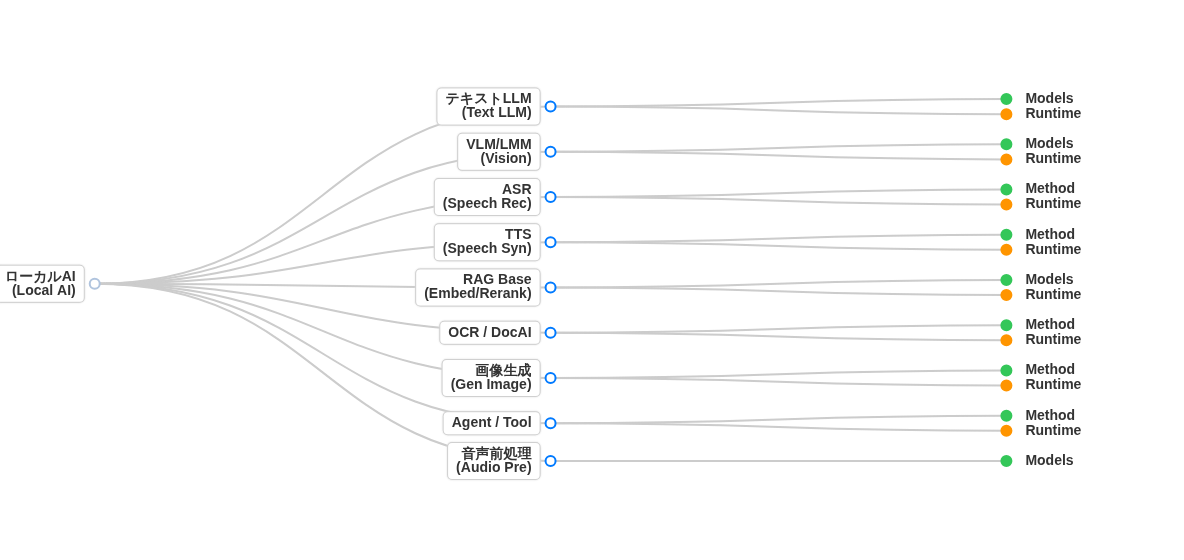 ローカルAI
(Local AI)
テキストLLM
(Text LLM)
Models
Runtime
VLM/LMM
(Vision)
Models
Runtime
ASR
(Speech Rec)
Method
Runtime
TTS
(Speech Syn)
Method
Runtime
RAG Base
(Embed/Rerank)
Models
Runtime
OCR / DocAI
Method
Runtime
画像生成
(Gen Image)
Method
Runtime
Agent / Tool
Method
Runtime
音声前処理
(Audio Pre)
Models